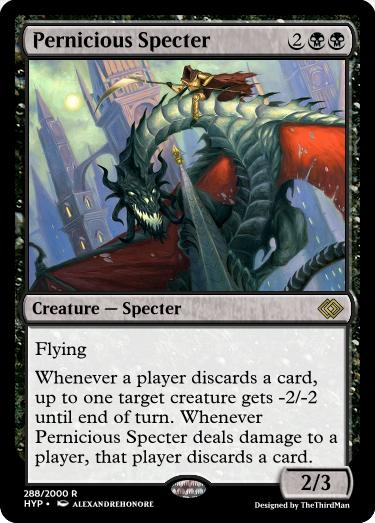 Pernicious Specter 2
Creature — Specter
Flying
Whenever a player discards a card,
up to one target creature gets -2/-2
until end of turn. Whenever
Pernicious Specter deals damage to a
player, that player discards a card.
2/3
288/2000 R
HYP • ALEXANDREHONORE
Designed by TheThirdMan